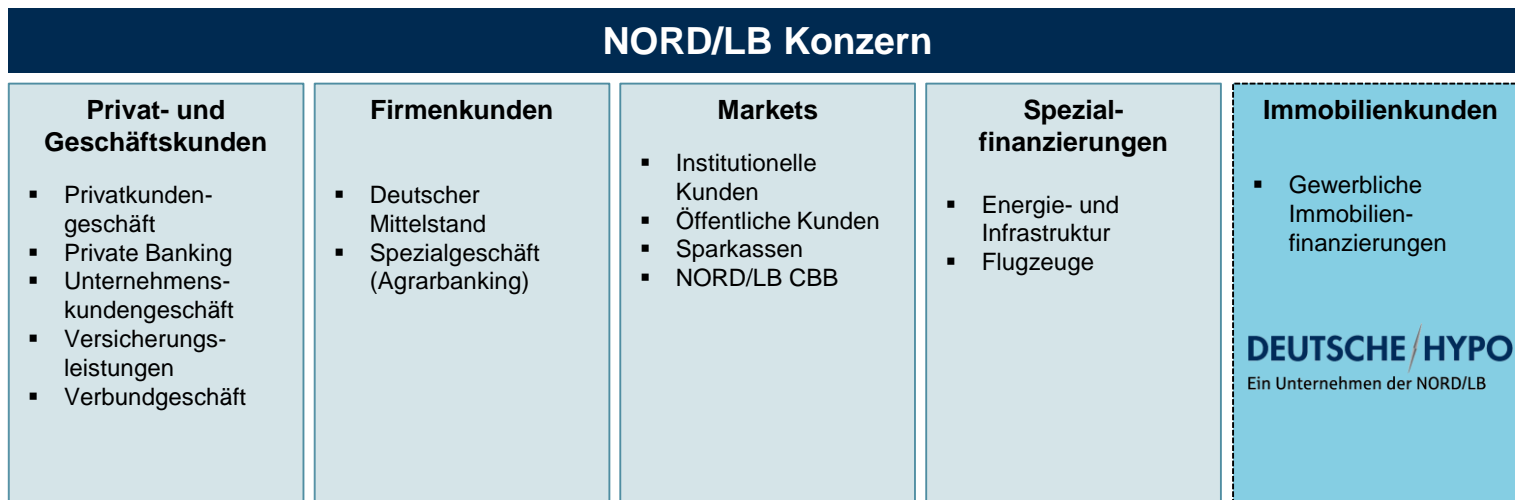 NORD/LB Konzern
Privat- und
Geschäftskunden
▪ Privatkunden-
geschäft
▪ Private Banking
▪ Unternehmens-
kundengeschäft
▪ Versicherungs-
leistungen
▪ Verbundgeschäft
Firmenkunden
▪ Deutscher
Mittelstand
▪ Spezialgeschäft
(Agrarbanking)
Markets
▪ Institutionelle
Kunden
▪ Öffentliche Kunden
▪ Sparkassen
▪ NORD/LB CBB
Spezial-
finanzierungen
▪ Energie- und
Infrastruktur
▪ Flugzeuge
Immobilienkunden
▪ Gewerbliche
Immobilien-
finanzierungen
DEUTSCHE/HYPO
Ein Unternehmen der NORD/LB